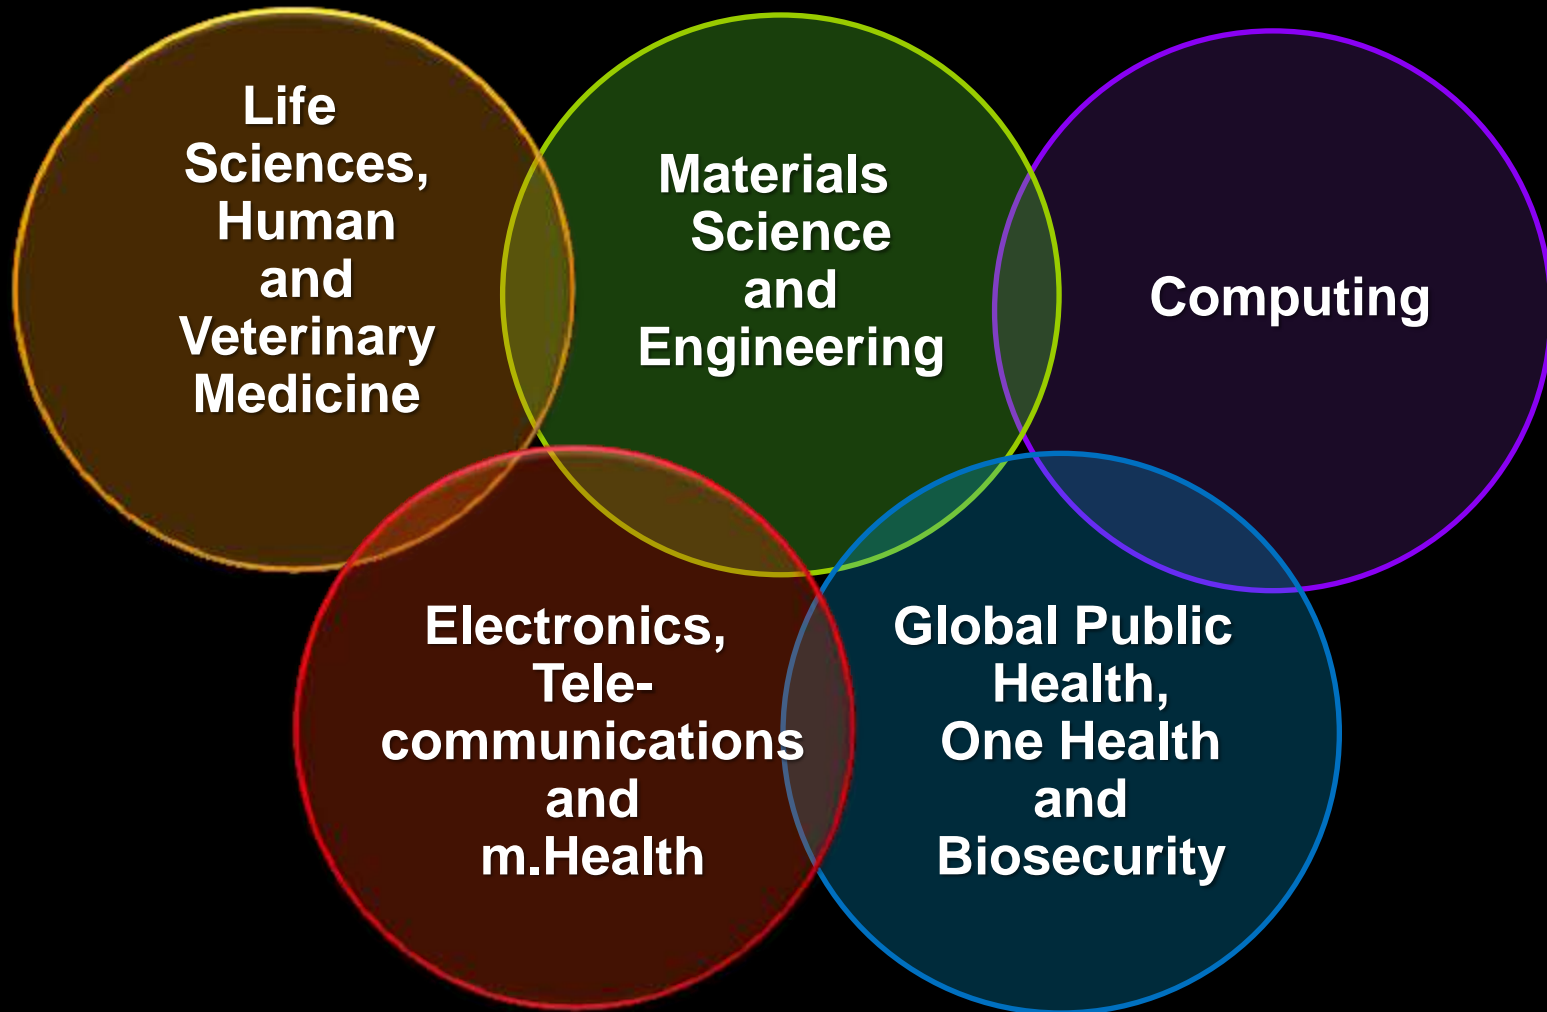 Life
Sciences,
Human
and
Veterinary
Medicine
Materials
Science
and
Engineering
Computing
Electronics,
Tele-
communications
and
m.Health
Global Public
Health,
One Health
and
Biosecurity